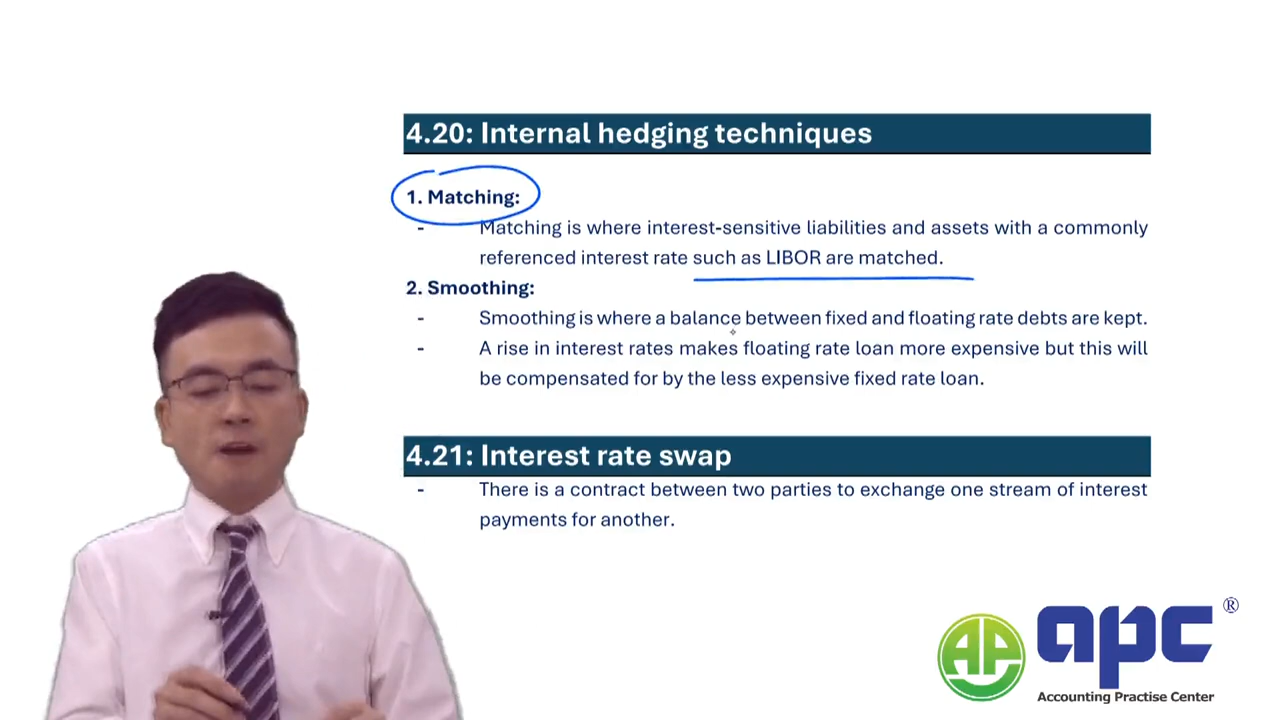 4.20: Internal hedging techniques
1. Matching:
- Matching is where interest-sensitive liabilities and assets with a commonly
referenced interest rate such as LIBOR are matched.
2. Smoothing:
- Smoothing is where a balance between fixed and floating rate debts are kept.
- A rise in interest rates makes floating rate loan more expensive but this will
be compensated for by the less expensive fixed rate loan.
4.21: Interest rate swap
- There is a contract between two parties to exchange one stream of interest
payments for another.
AP
apc ®
Accounting Practise Center